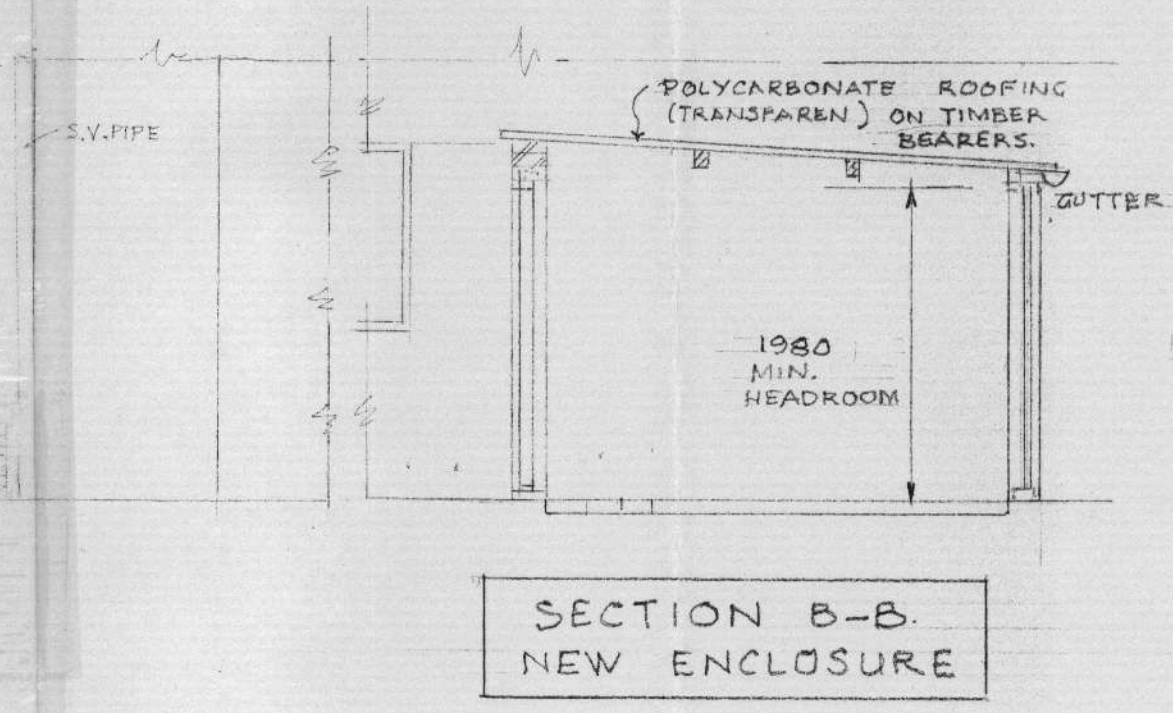 S.V. PIPE
POLYCARBONATE ROOFING
(TRANSPAREN) ON TIMBER
BEARERS.
GUTTER
1980
MIN.
HEADROOM
SECTION B-B.
NEW ENCLOSURE